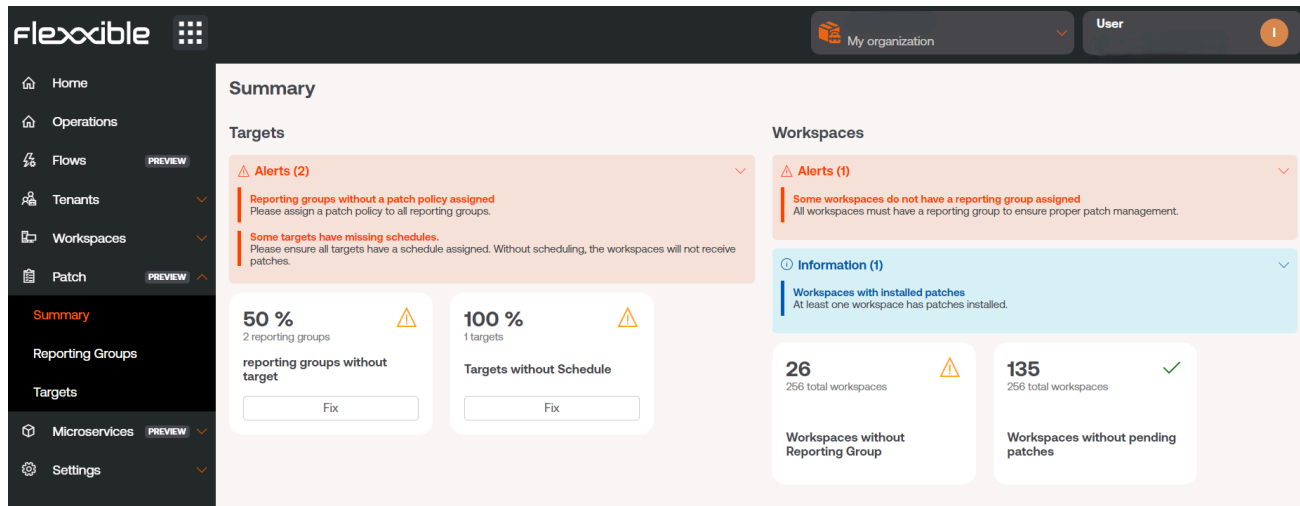 Flexxible
My organization
User
I
Home
Operations
Flows PREVIEW
Tenants
Workspaces
Patch PREVIEW
Summary
Reporting Groups
Targets
Microservices PREVIEW
Settings
Summary
Targets
Alerts (2)
Reporting groups without a patch policy assigned
Please assign a patch policy to all reporting groups.
Some targets have missing schedules.
Please ensure all targets have a schedule assigned. Without scheduling, the workspaces will not receive
patches.
50 %
2 reporting groups
reporting groups without
target
Fix
100 %
1 targets
Targets without Schedule
Fix
Workspaces
Alerts (1)
Some workspaces do not have a reporting group assigned
All workspaces must have a reporting group to ensure proper patch management.
Information (1)
Workspaces with installed patches
At least one workspace has patches installed.
26
256 total workspaces
Workspaces without
Reporting Group
135
256 total workspaces
Workspaces without pending
patches